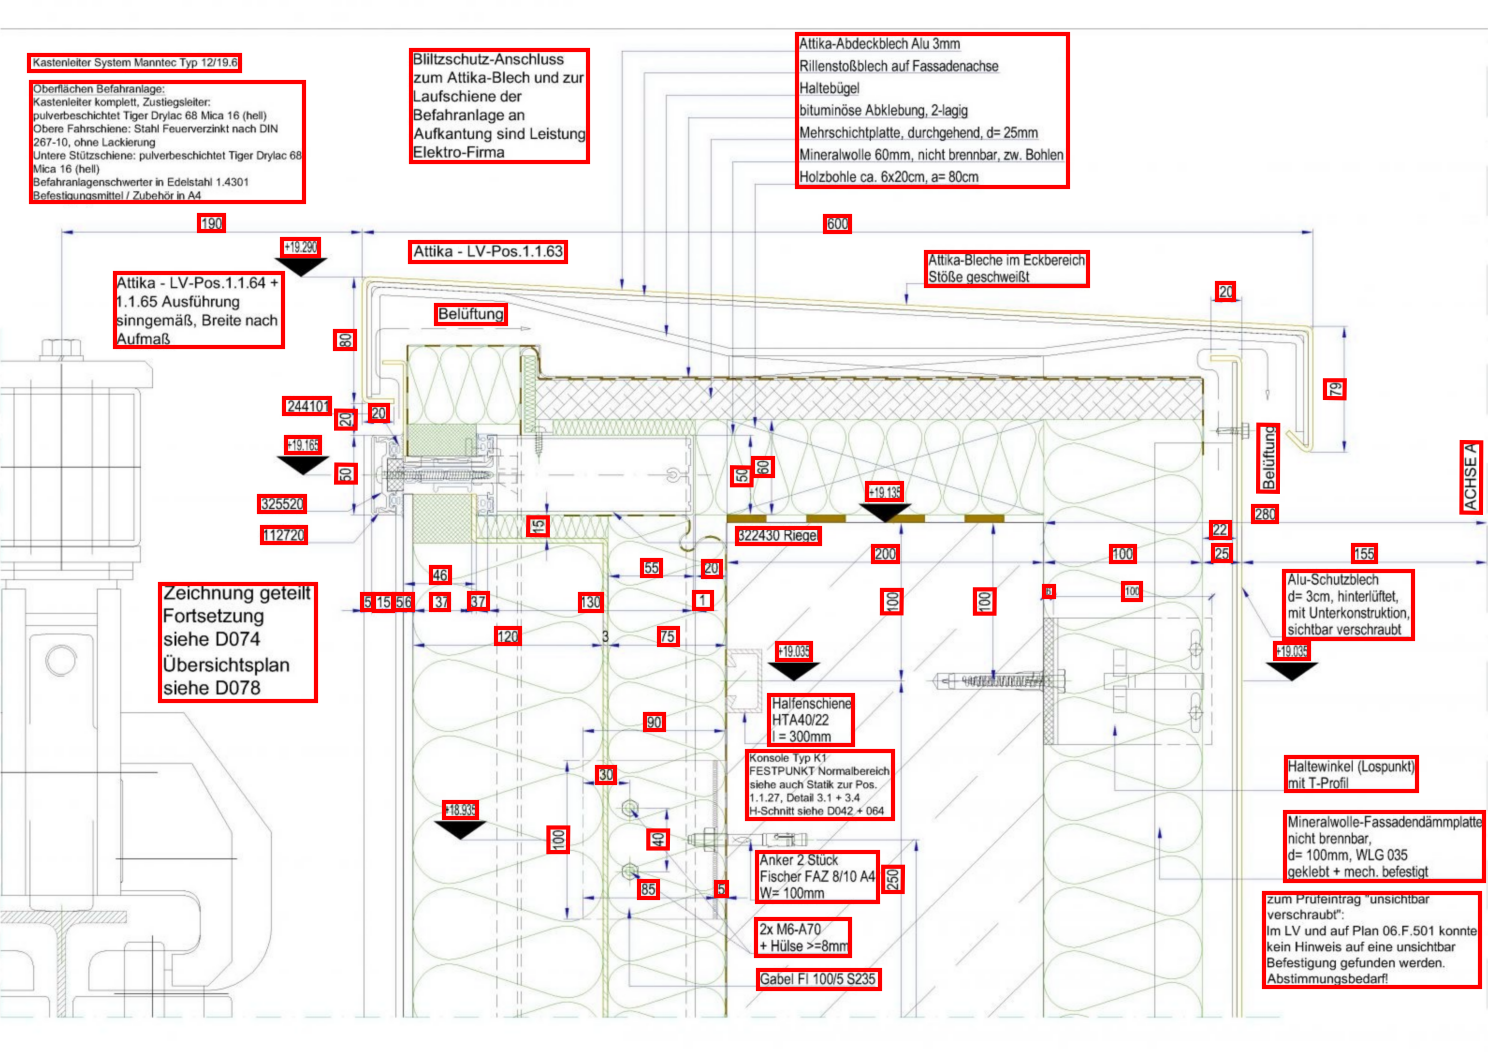 Kastenleiter System Manntec Typ 12/19.6
Oberflächen Befahranlage:
Kastenleiter komplett, Zustiegsleiter:
pulverbeschichtet Tiger Drylac 68 Mica 16 (hell)
Obere Fahrschiene: Stahl Feuerverzinkt nach DIN
267-10, ohne Lackierung
Untere Stützschiene: pulverbeschichtet Tiger Drylac 68
Mica 16 (hell)
Befahranlagenschwerter in Edelstahl 1.4301
Befestigungsmittel / Zubehör in A4
Bliltzschutz-Anschluss
zum Attika-Blech und zur
Laufschiene der
Befahranlage an
Aufkantung sind Leistung
Elektro-Firma
Attika-Abdeckblech Alu 3mm
Rillenstoßblech auf Fassadenachse
Haltebügel
bituminöse Abklebung, 2-lagig
Mehrschichtplatte, durchgehend, d= 25mm
Mineralwolle 60mm, nicht brennbar, zw. Bohlen
Holzbohle ca. 6x20cm, a= 80cm
190
600
+19.290
Attika - LV-Pos.1.1.63
Attika-Bleche im Eckbereich
Stöße geschweißt
Attika - LV-Pos.1.1.64 +
1.1.65 Ausführung
sinngemäß, Breite nach
Aufmaß
20
Belüftung
80
79
244101
20
20
+19.165
50
50
60
Belüftung
ACHSE A
+19.135
325520
112720
15
322430 Riegel
280
22
200
100
25
155
46
55
20
Alu-Schutzblech
d= 3cm, hinterlüftet,
mit Unterkonstruktion,
sichtbar verschraubt
5
15
5
6
37
37
130
1
100
100
6
100
Zeichnung geteilt
Fortsetzung
siehe D074
Übersichtsplan
siehe D078
120
3
75
+19.035
+19.035
Halfenschiene
HTA40/22
l = 300mm
90
Konsole Typ K1
FESTPUNKT Normalbereich
siehe auch Statik zur Pos.
1.1.27, Detail 3.1 + 3.4
H-Schnitt siehe D042 + 064
30
Haltewinkel (Lospunkt)
mit T-Profil
+18.935
100
40
Mineralwolle-Fassadendämmplatte
nicht brennbar,
d= 100mm, WLG 035
geklebt + mech. befestigt
Anker 2 Stück
Fischer FAZ 8/10 A4
W= 100mm
250
85
5
zum Prüfeintrag "unsichtbar
verschraubt":
Im LV und auf Plan 06.F.501 konnte
kein Hinweis auf eine unsichtbar
Befestigung gefunden werden.
Abstimmungsbedarf!
2x M6-A70
+ Hülse >=8mm
Gabel Fl 100/5 S235